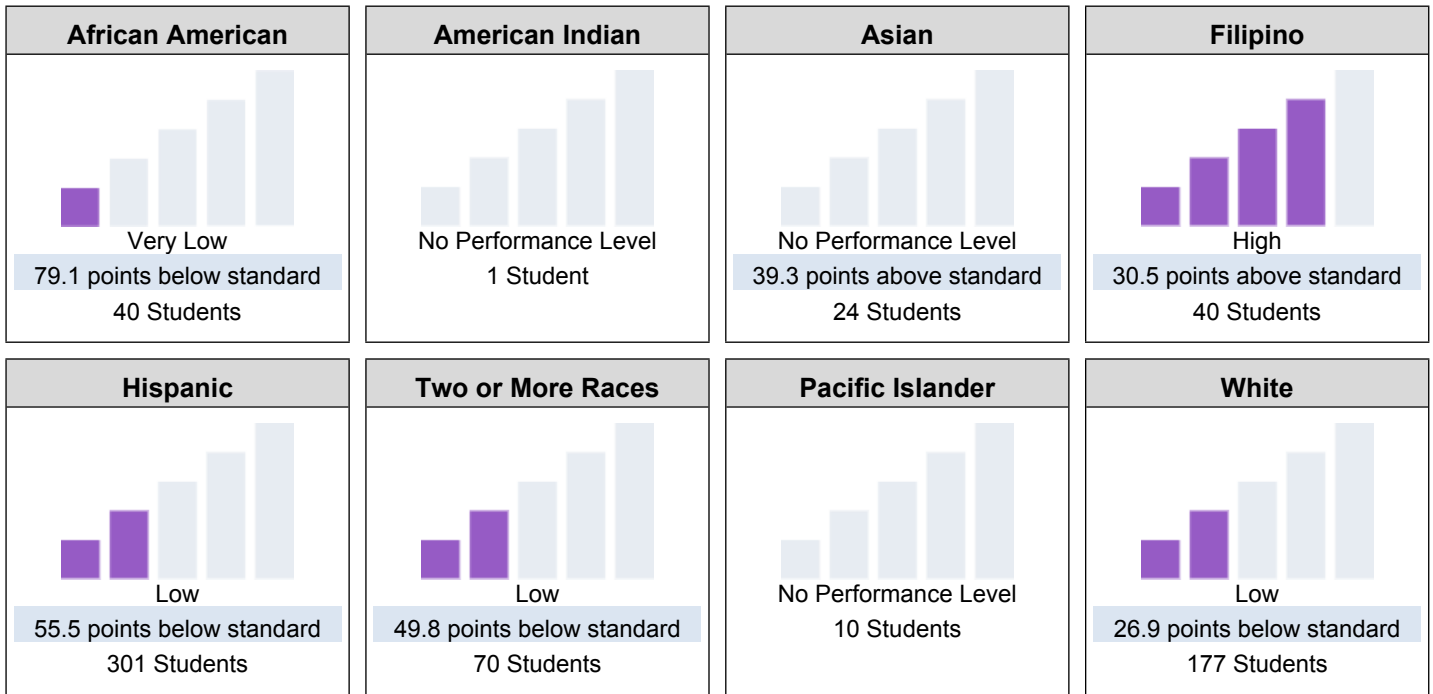 African American
Very Low
79.1 points below standard
40 Students
American Indian
No Performance Level
1 Student
Asian
No Performance Level
39.3 points above standard
24 Students
Filipino
High
30.5 points above standard
40 Students
Hispanic
Low
55.5 points below standard
301 Students
Two or More Races
Low
49.8 points below standard
70 Students
Pacific Islander
No Performance Level
10 Students
White
Low
26.9 points below standard
177 Students